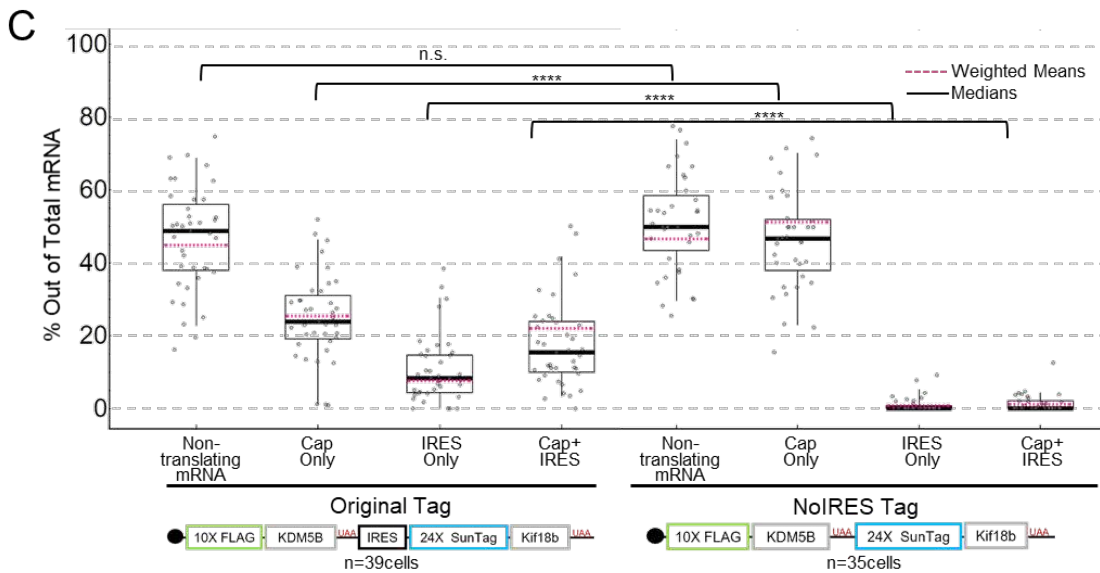 C
% Out of Total mRNA
100
80
60
40
20
0
n.s.
****
****
****
Weighted Means
Medians
Non-
translating
mRNA
Cap
Only
IRES
Only
Cap+
IRES
Non-
translating
mRNA
Cap
Only
IRES
Only
Cap+
IRES
Original Tag
NoIRES Tag
10X FLAG KDM5B UAA IRES 24X SunTag Kif18b UAA
10X FLAG KDM5B UAA 24X SunTag Kif18b UAA
n=39cells
n=35cells